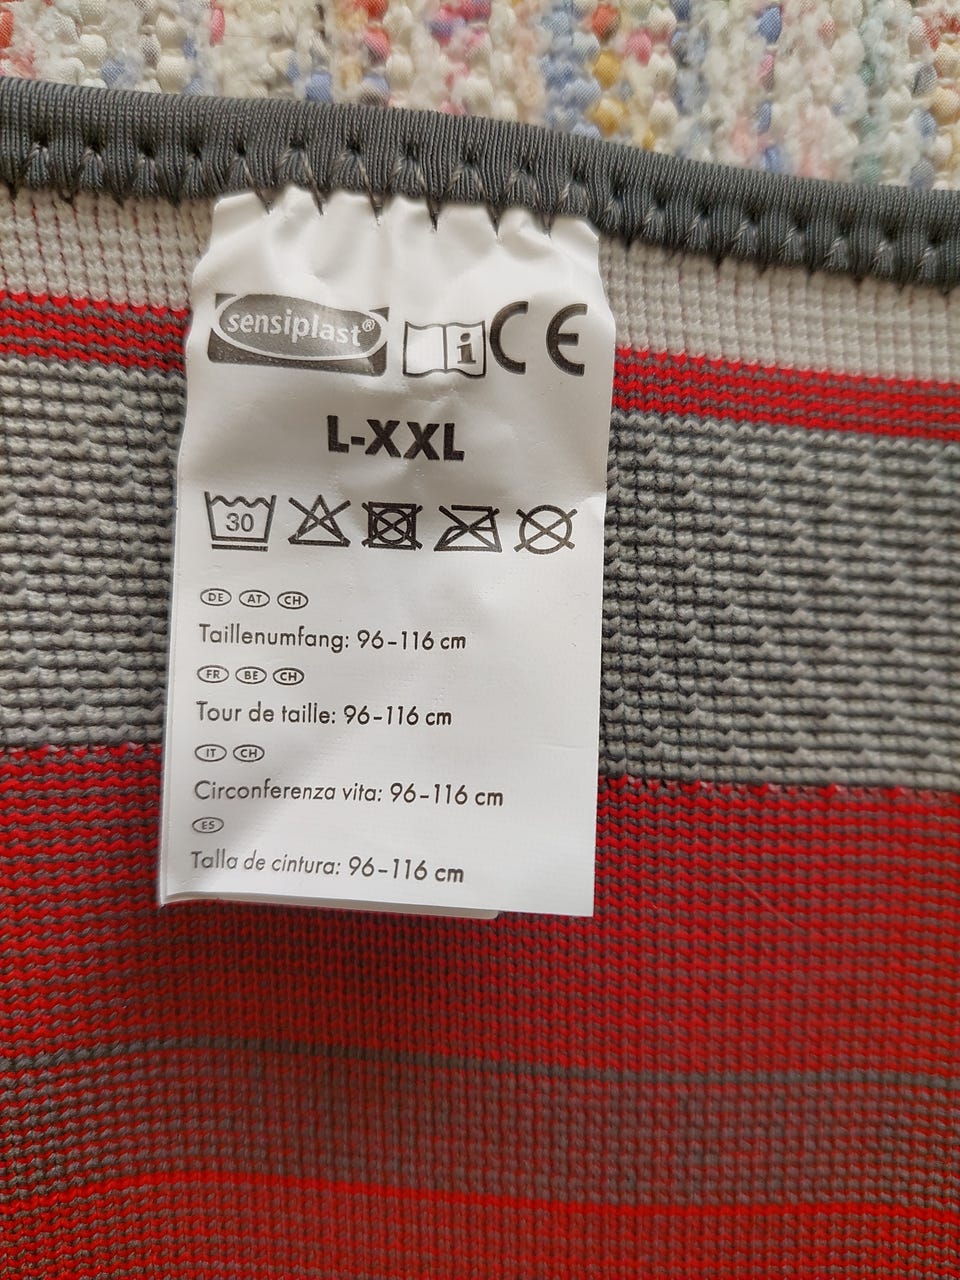 sensiplast®
i CE
L-XXL
30
DE AT CH
Taillenumfang: 96-116 cm
FR BE CH
Tour de taille: 96-116 cm
IT CH
Circonferenza vita: 96-116 cm
ES
Talla de cintura: 96-116 cm